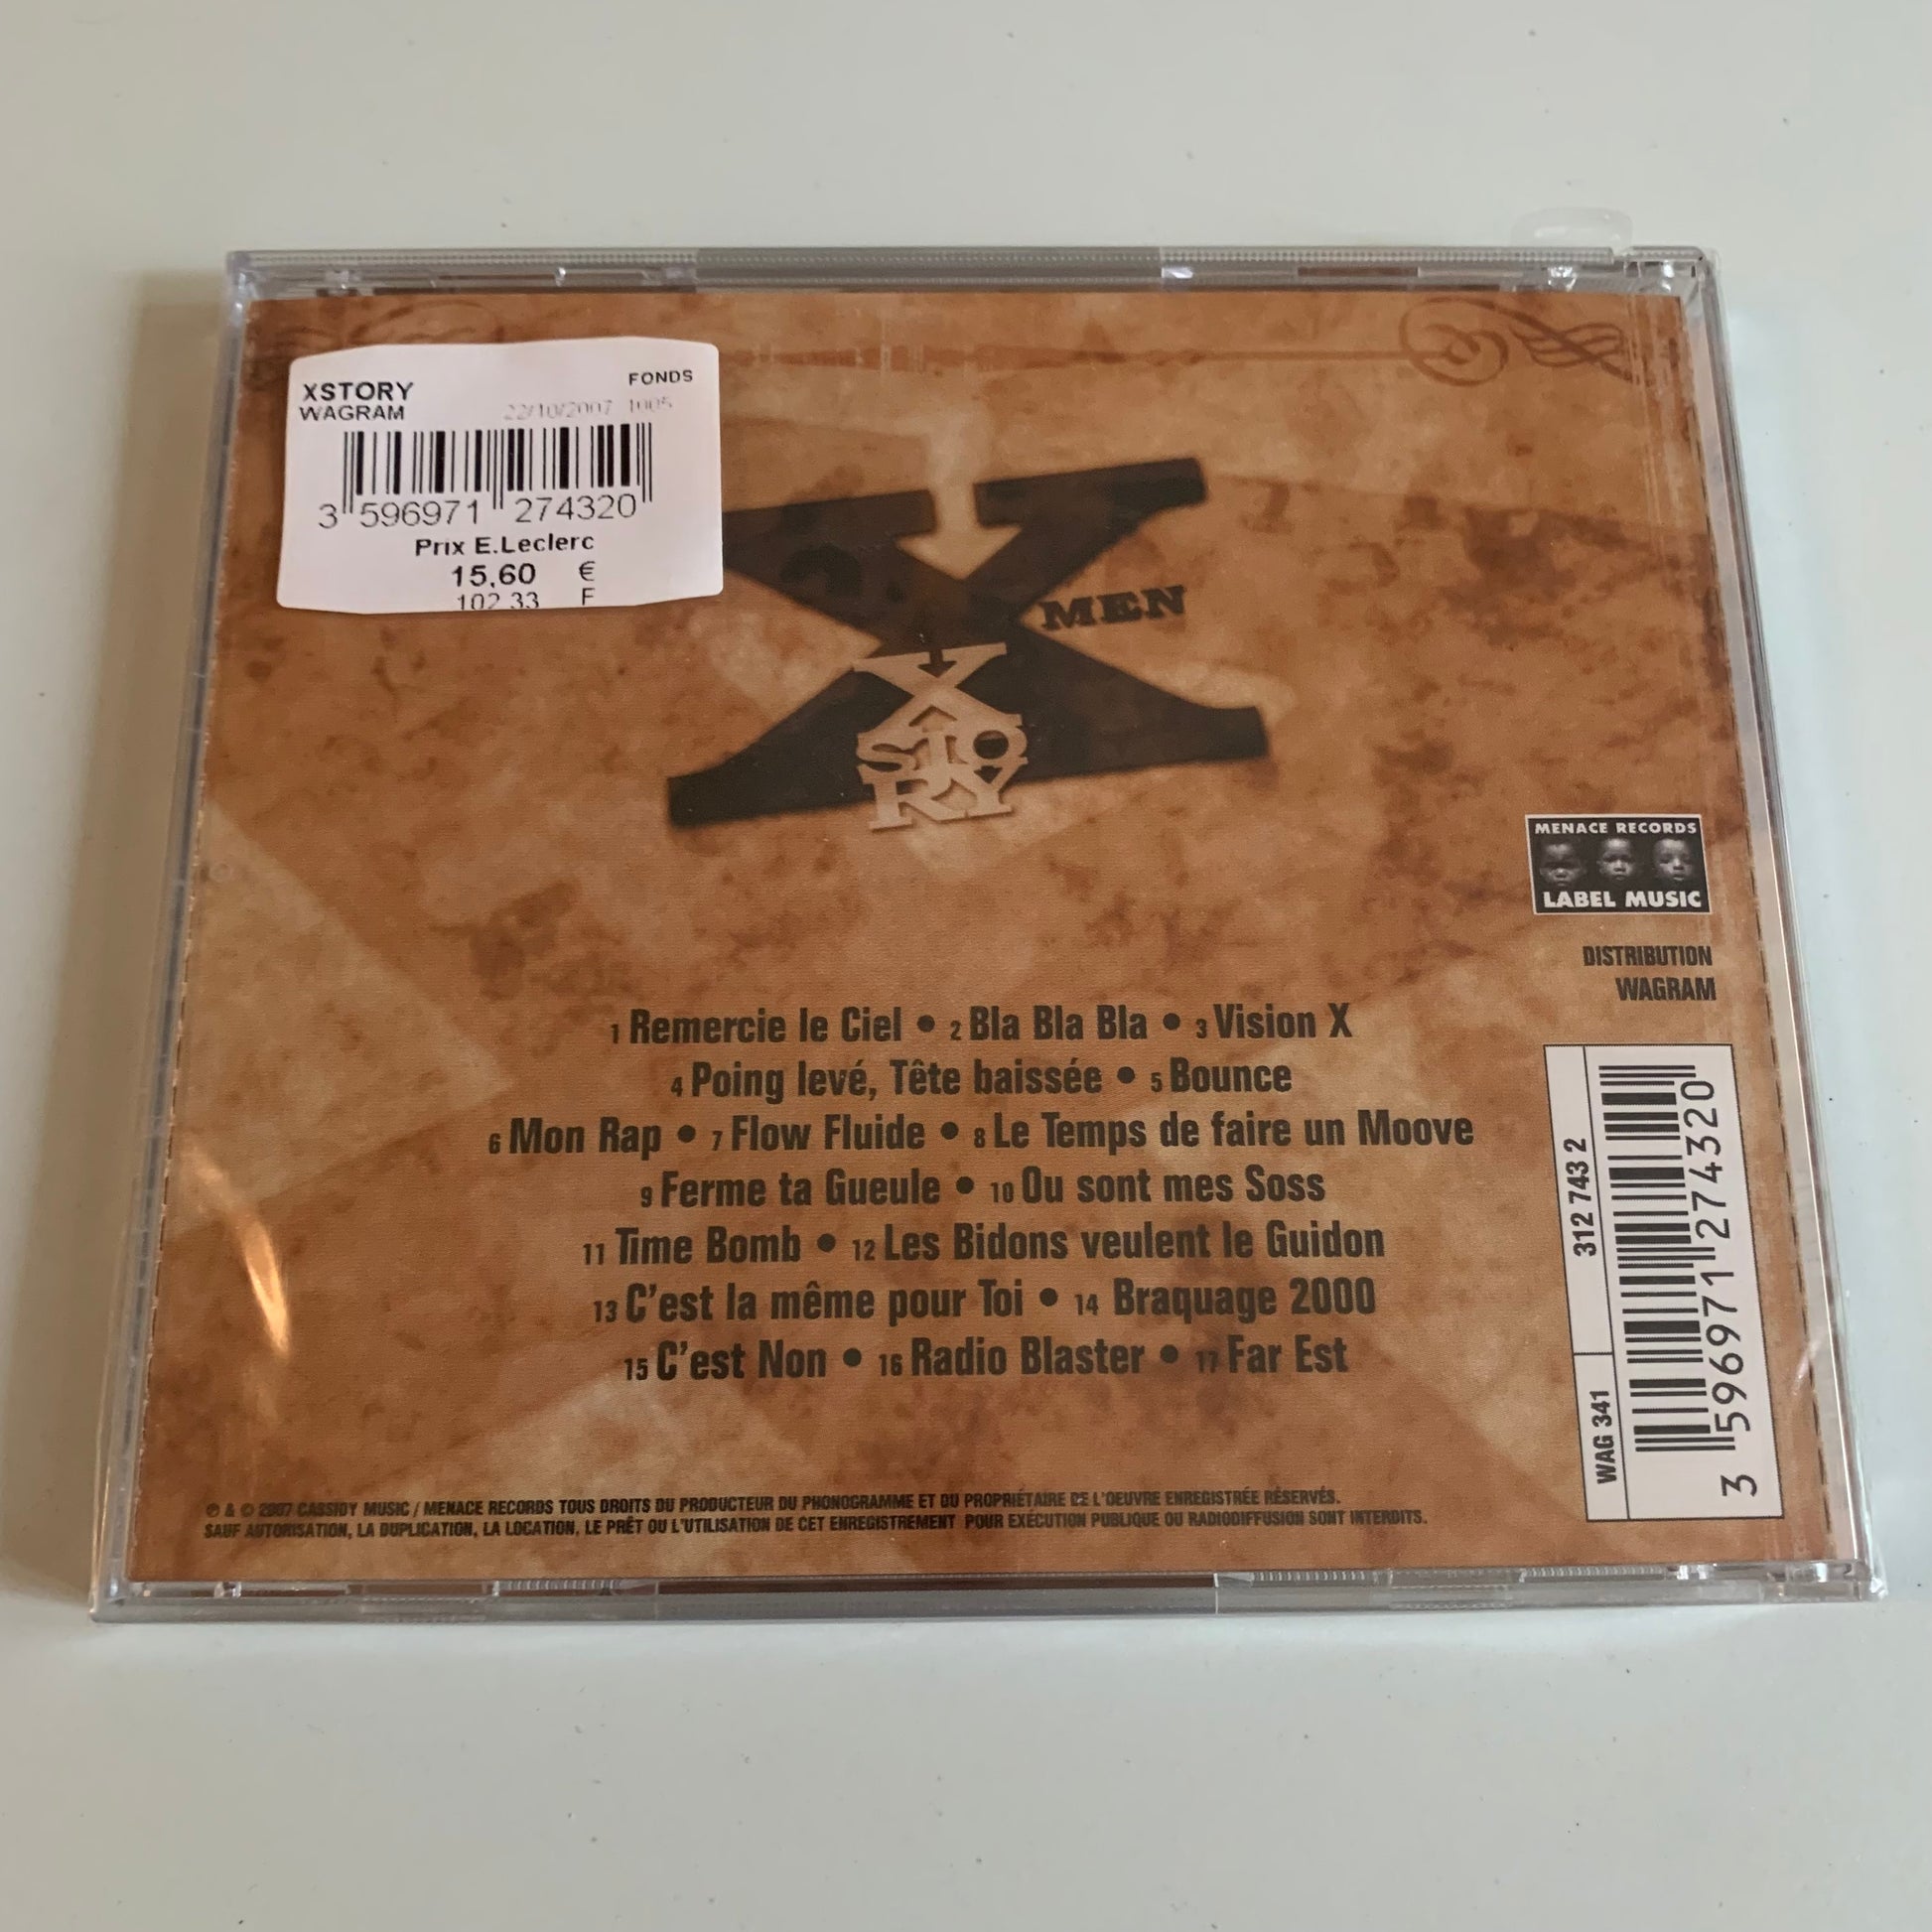 XSTORY FONDS
WAGRAM 22/10/2007 1005
3 596971 274320
Prix E.Leclerc
15,60 €
102.33 F
X MEN
X
STO
RY
MENACE RECORDS
LABEL MUSIC
DISTRIBUTION
WAGRAM
1 Remercie le Ciel • 2 Bla Bla Bla • 3 Vision X
4 Poing levé, Tête baissée • 5 Bounce
6 Mon Rap • 7 Flow Fluide • 8 Le Temps de faire un Moove
9 Ferme ta Gueule • 10 Ou sont mes Soss
11 Time Bomb • 12 Les Bidons veulent le Guidon
13 C'est la même pour Toi • 14 Braquage 2000
15 C'est Non • 16 Radio Blaster • 17 Far Est
WAG 341 312 743 2
3 596971 274320
℗ & © 2007 CASSIDY MUSIC / MENACE RECORDS TOUS DROITS DU PRODUCTEUR DU PHONOGRAMME ET DU PROPRIÉTAIRE DE L'OEUVRE ENREGISTRÉE RÉSERVÉS.
SAUF AUTORISATION, LA DUPLICATION, LA LOCATION, LE PRÊT OU L'UTILISATION DE CET ENREGISTREMENT POUR EXÉCUTION PUBLIQUE OU RADIODIFFUSION SONT INTERDITS.